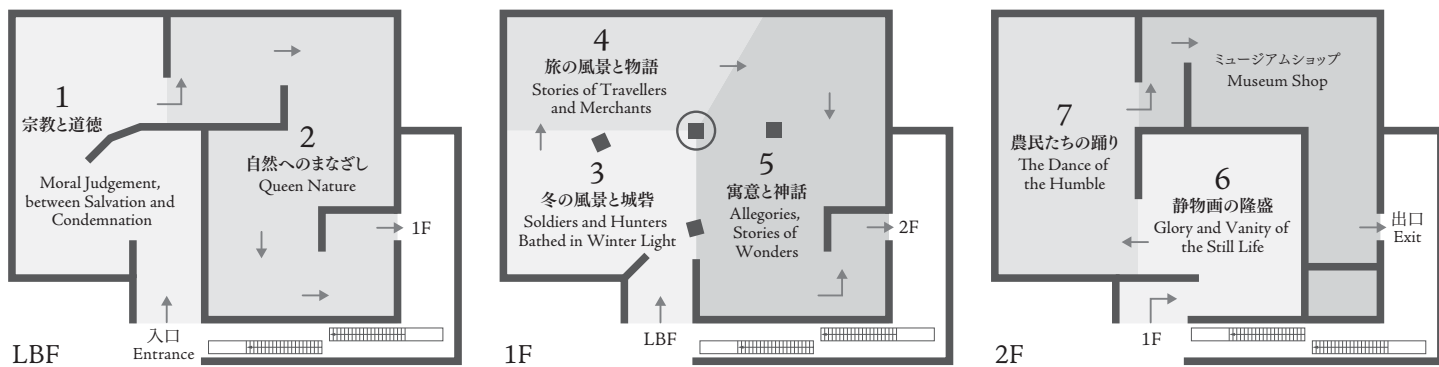 1
宗教と道徳
Moral Judgement,
between Salvation and
Condemnation
2
自然へのまなざし
Queen Nature
1F
入口
Entrance
LBF
4
旅の風景と物語
Stories of Travellers
and Merchants
3
冬の風景と城砦
Soldiers and Hunters
Bathed in Winter Light
5
寓意と神話
Allegories,
Stories of
Wonders
2F
LBF
1F
ミュージアムショップ
Museum Shop
7
農民たちの踊り
The Dance of
the Humble
6
静物画の隆盛
Glory and Vanity of
the Still Life
出口
Exit
1F
2F